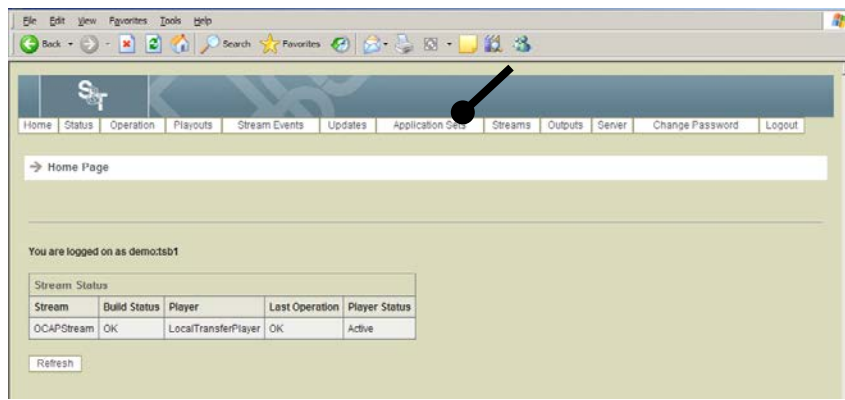 File Edit View Favorites Tools Help
Back Search Favorites
S&T
Home Status Operation Playouts Stream Events Updates Application Sets Streams Outputs Server Change Password Logout
Home Page
You are logged on as demo:tsb1
Stream Status
Stream Build Status Player Last Operation Player Status
OCAPStream OK LocalTransferPlayer OK Active
Refresh